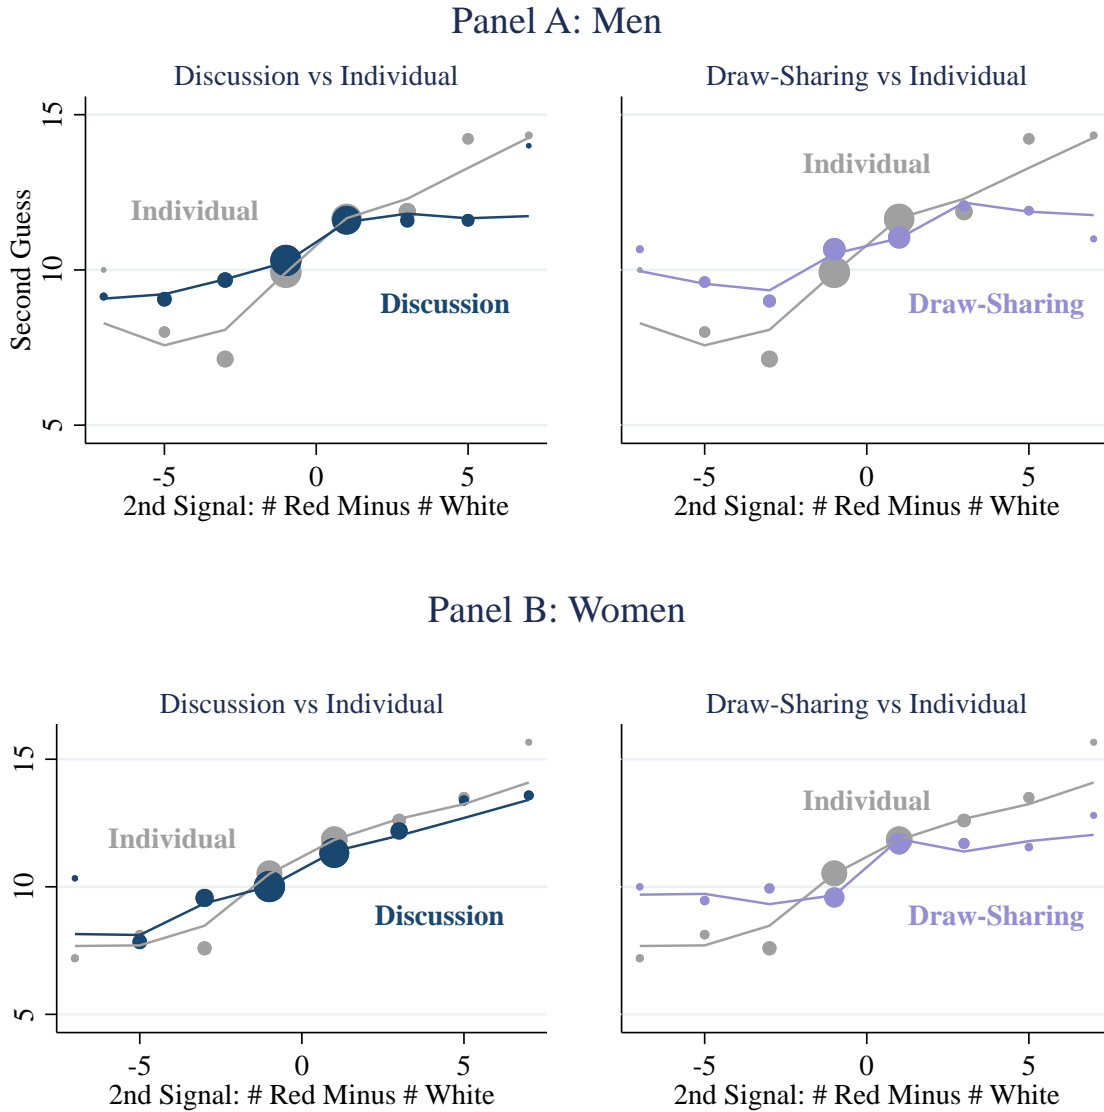 Panel A: Men
Discussion vs Individual
Draw-Sharing vs Individual
Second Guess
15
10
5
Individual
Discussion
Individual
Draw-Sharing
-5 0 5
2nd Signal: # Red Minus # White
-5 0 5
2nd Signal: # Red Minus # White
Panel B: Women
Discussion vs Individual
Draw-Sharing vs Individual
15
10
5
Individual
Discussion
Individual
Draw-Sharing
-5 0 5
2nd Signal: # Red Minus # White
-5 0 5
2nd Signal: # Red Minus # White